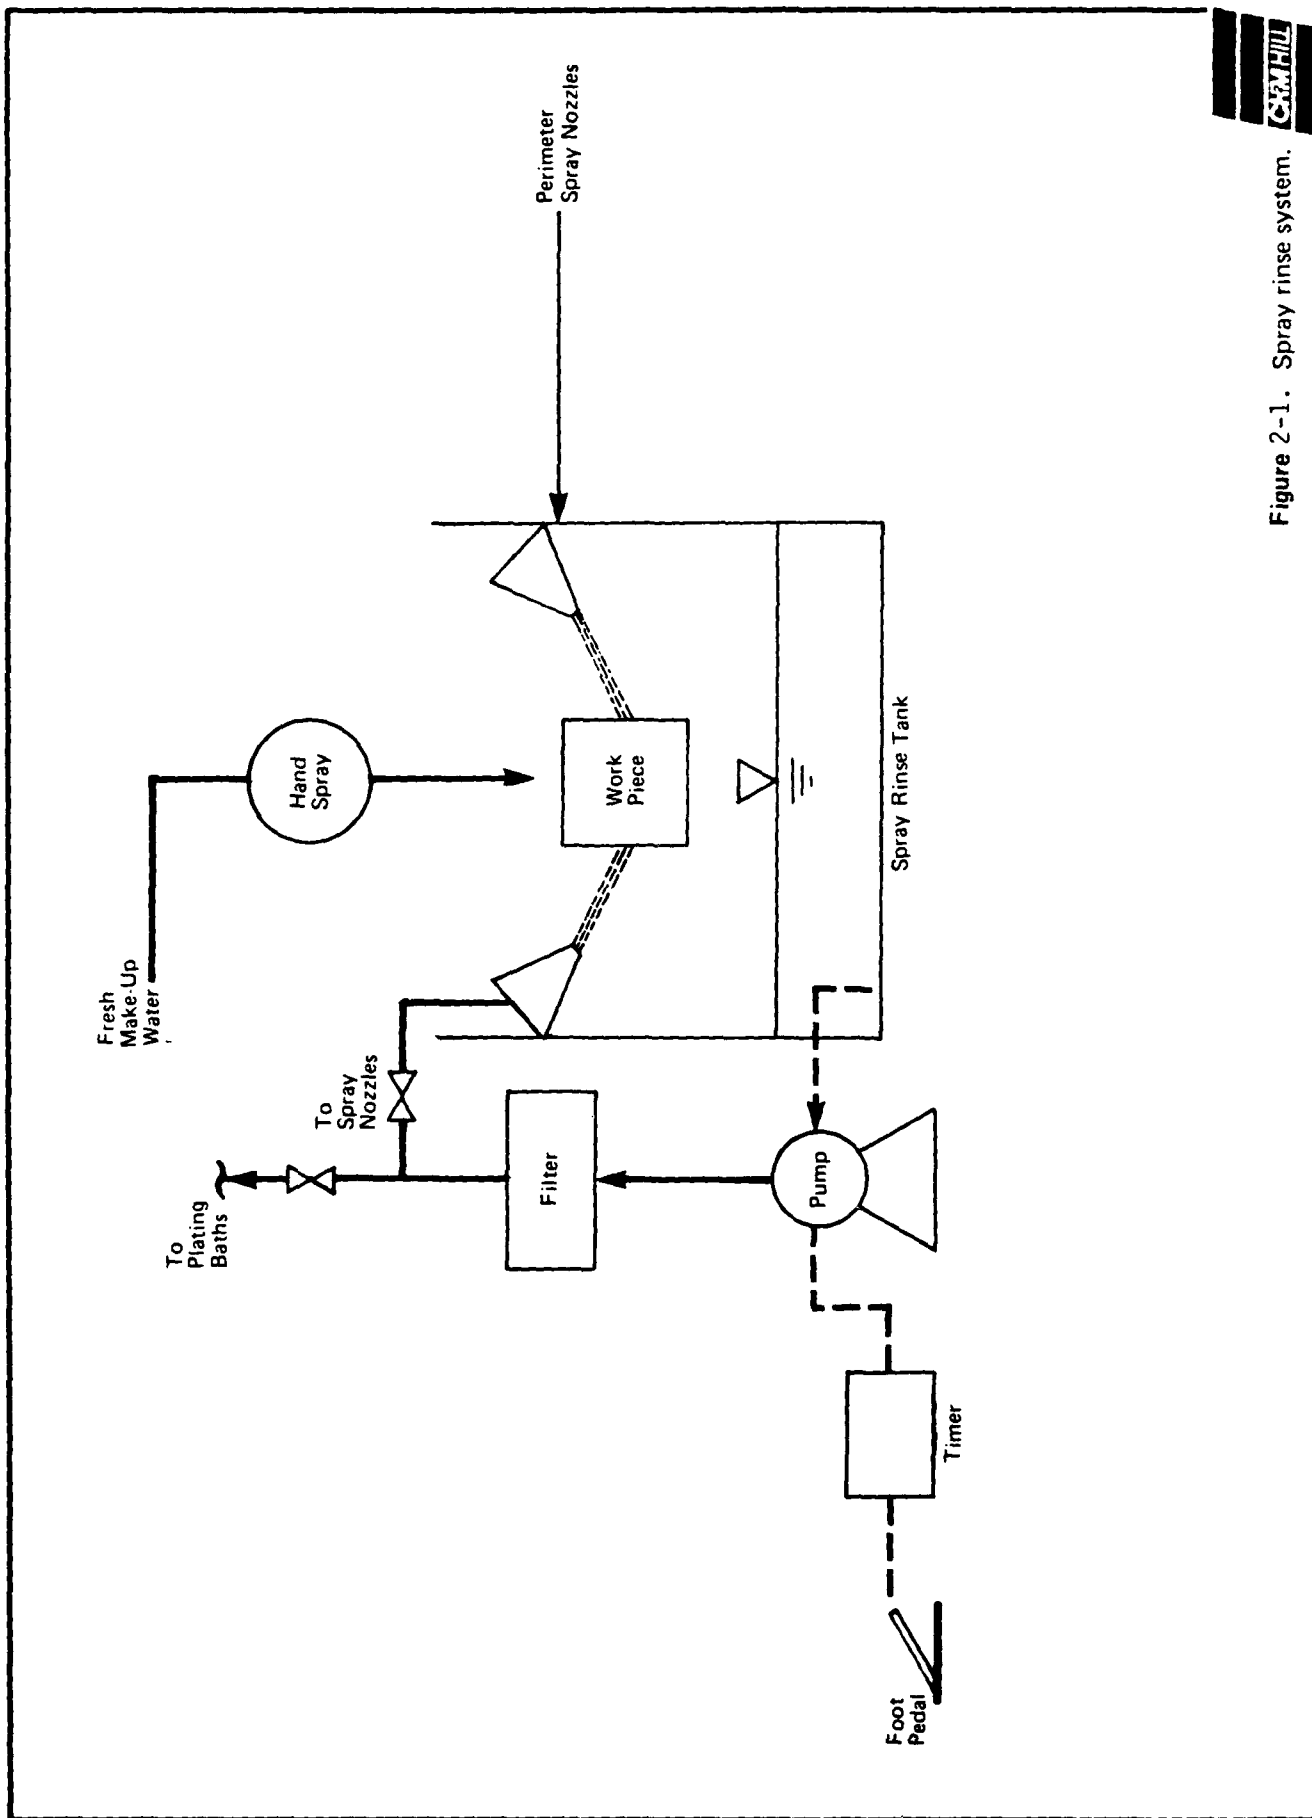 Fresh
Make-Up
Water
Hand
Spray
To
Plating
Baths
To
Spray
Nozzles
Perimeter
Spray Nozzles
Work
Piece
Filter
Pump
Spray Rinse Tank
Timer
Foot
Pedal
Figure 2-1. Spray rinse system.
CH2M HILL